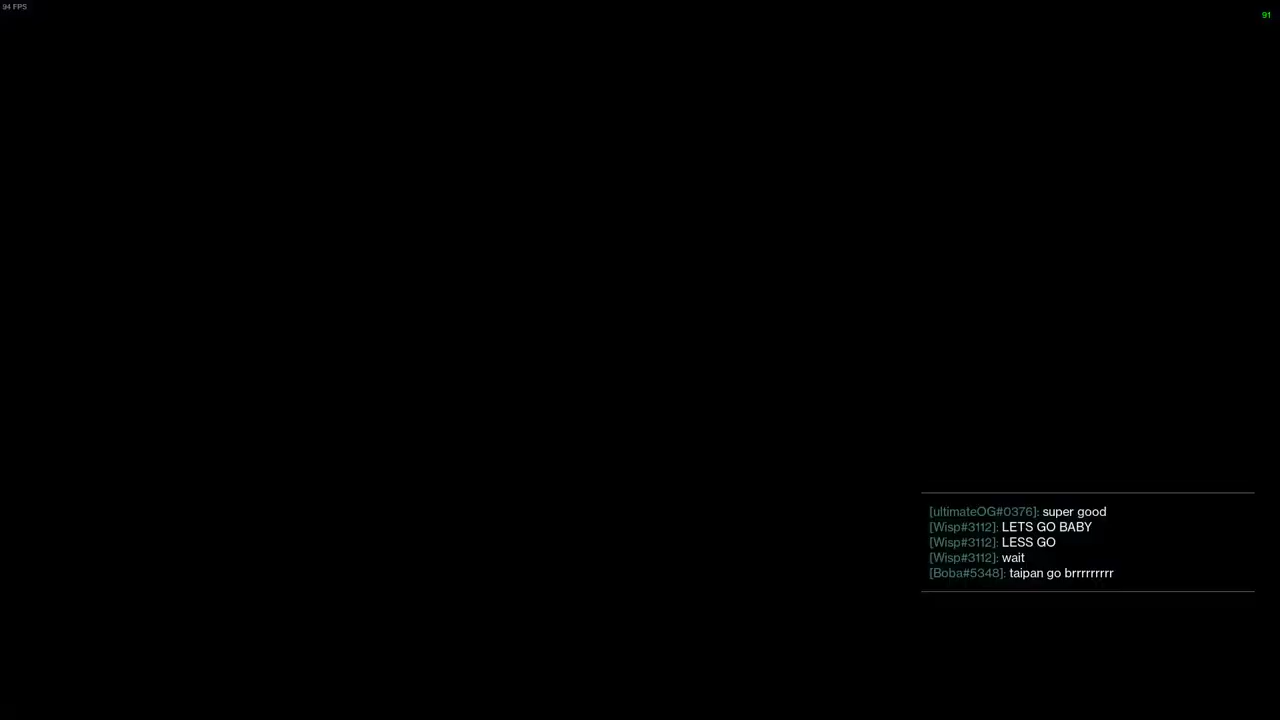 94 FPS
91
[ultimateOG#0376]: super good
[Wisp#3112]: LETS GO BABY
[Wisp#3112]: LESS GO
[Wisp#3112]: wait
[Boba#5348]: taipan go brrrrrrrrr